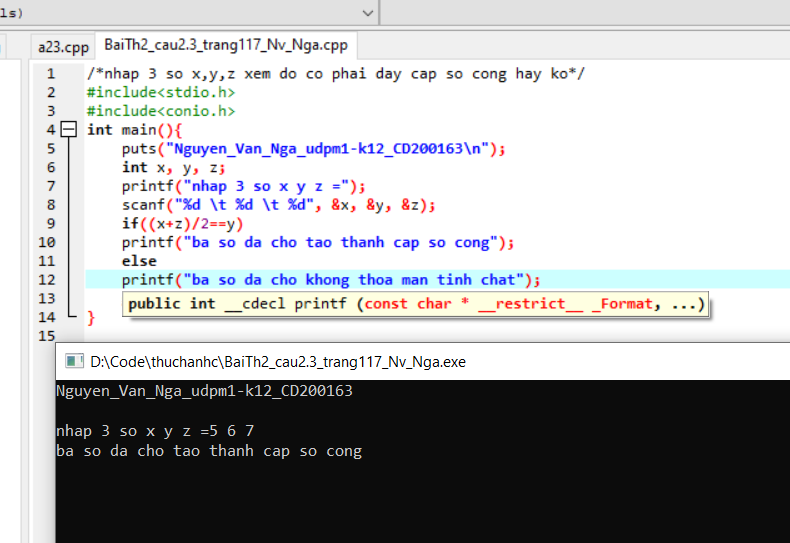 ls)
a23.cpp BaiTh2_cau2.3_trang117_Nv_Nga.cpp
1 /*nhap 3 so x,y,z xem do co phai day cap so cong hay ko*/
2 #include<stdio.h>
3 #include<conio.h>
4 int main(){
5 puts("Nguyen_Van_Nga_udpm1-k12_CD200163\n");
6 int x, y, z;
7 printf("nhap 3 so x y z =");
8 scanf("%d \t %d \t %d", &x, &y, &z);
9 if((x+z)/2==y)
10 printf("ba so da cho tao thanh cap so cong");
11 else
12 printf("ba so da cho khong thoa man tinh chat");
13 public int __cdecl printf (const char * __restrict__ _Format, ...)
14 }
15
D:\Code\thuchanhc\BaiTh2_cau2.3_trang117_Nv_Nga.exe
Nguyen_Van_Nga_udpm1-k12_CD200163
nhap 3 so x y z =5 6 7
ba so da cho tao thanh cap so cong